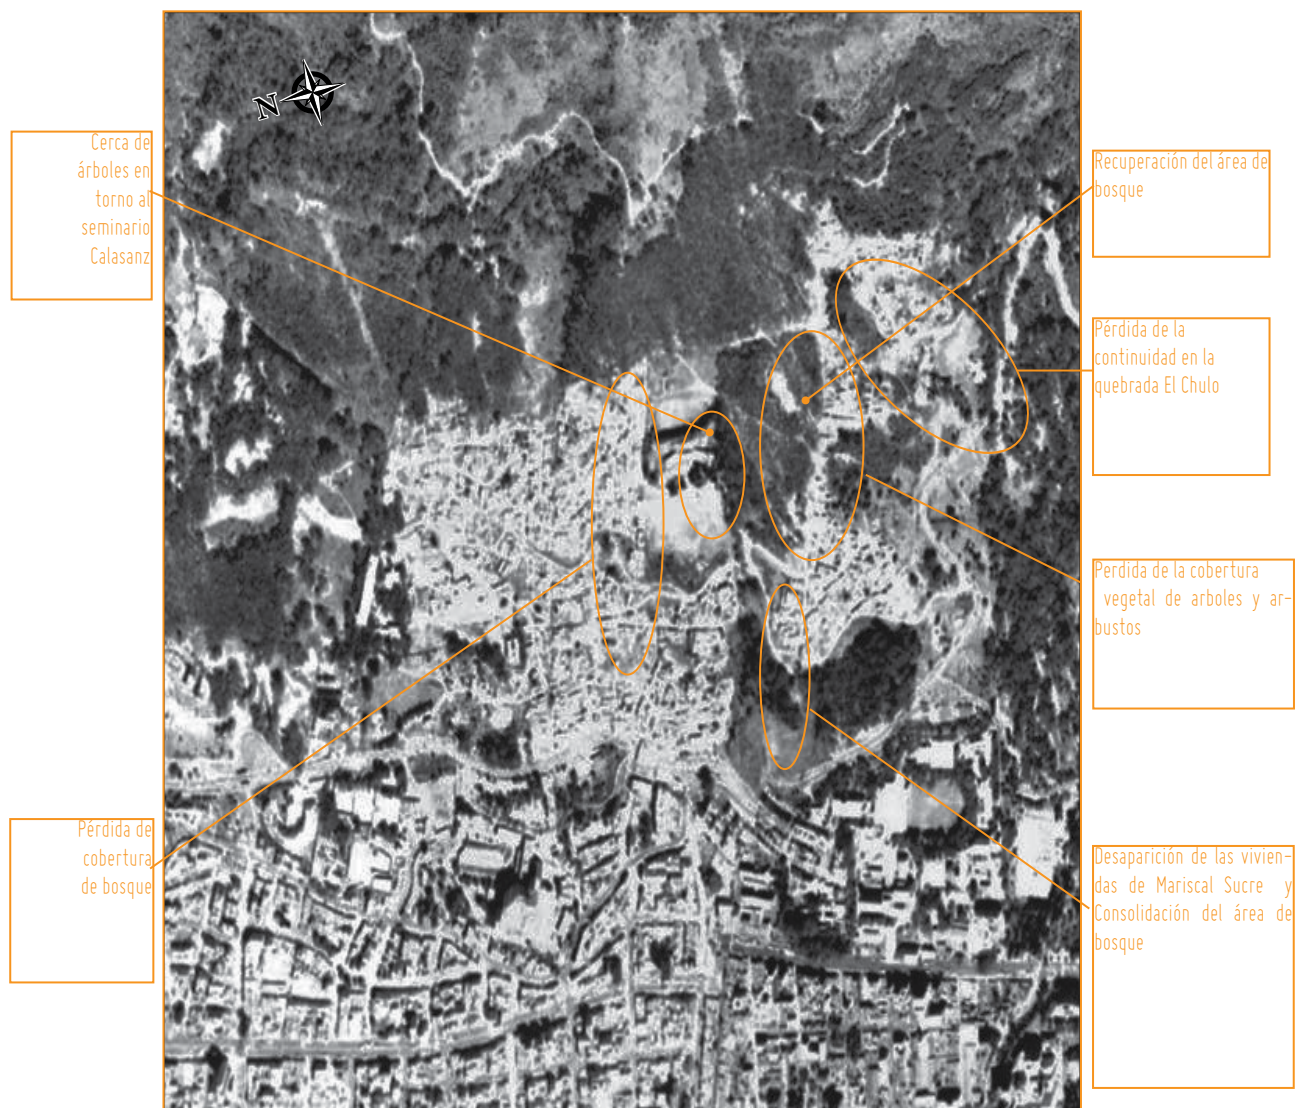 N
Cerca de
árboles en
torno al
seminario
Calasanz
Pérdida de
cobertura
de bosque
Recuperación del área de
bosque
Pérdida de la
continuidad en la
quebrada El Chulo
Perdida de la cobertura
vegetal de arboles y ar-
bustos
Desaparición de las vivien-
das de Mariscal Sucre y
Consolidación del área de
bosque